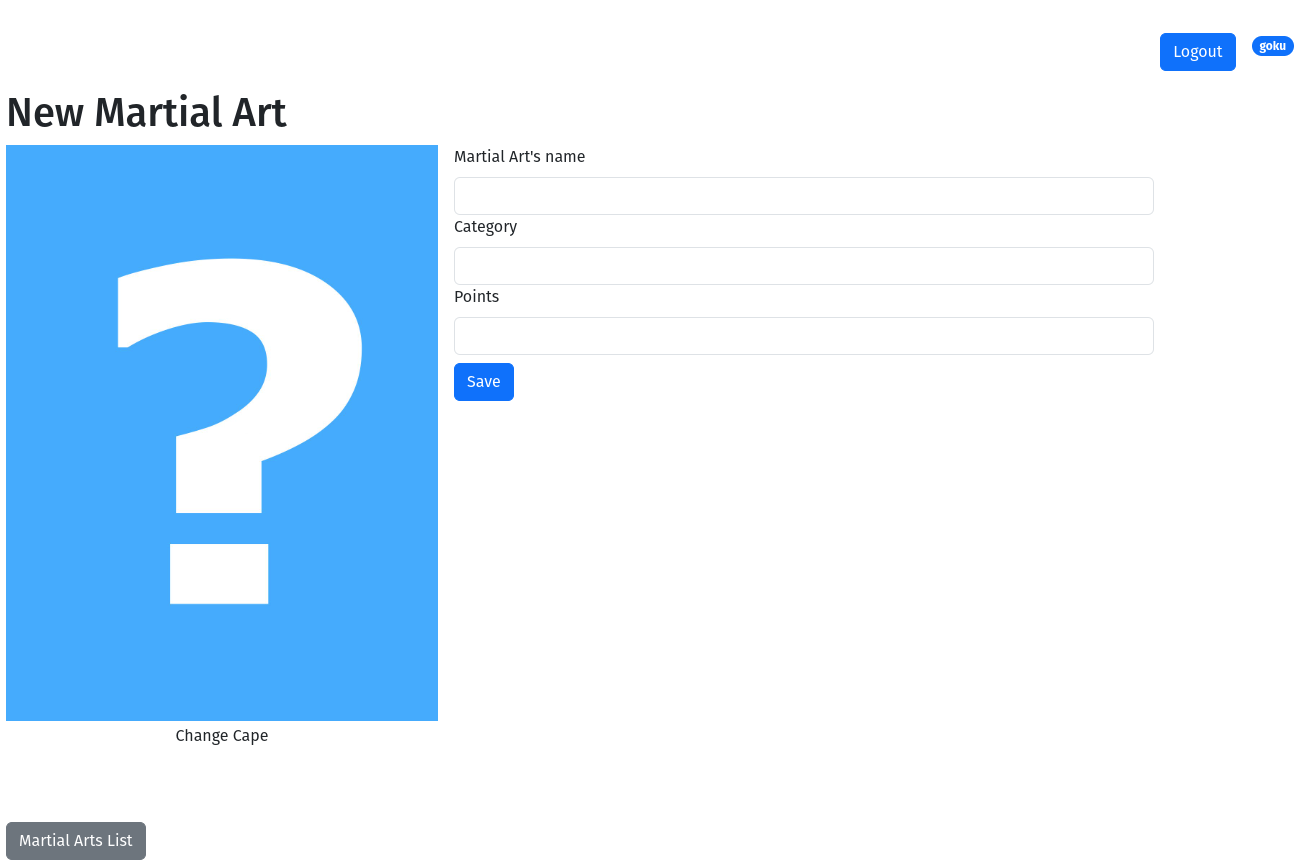 Logout
goku
New Martial Art
?
Martial Art's name
Category
Points
Save
Change Cape
Martial Arts List